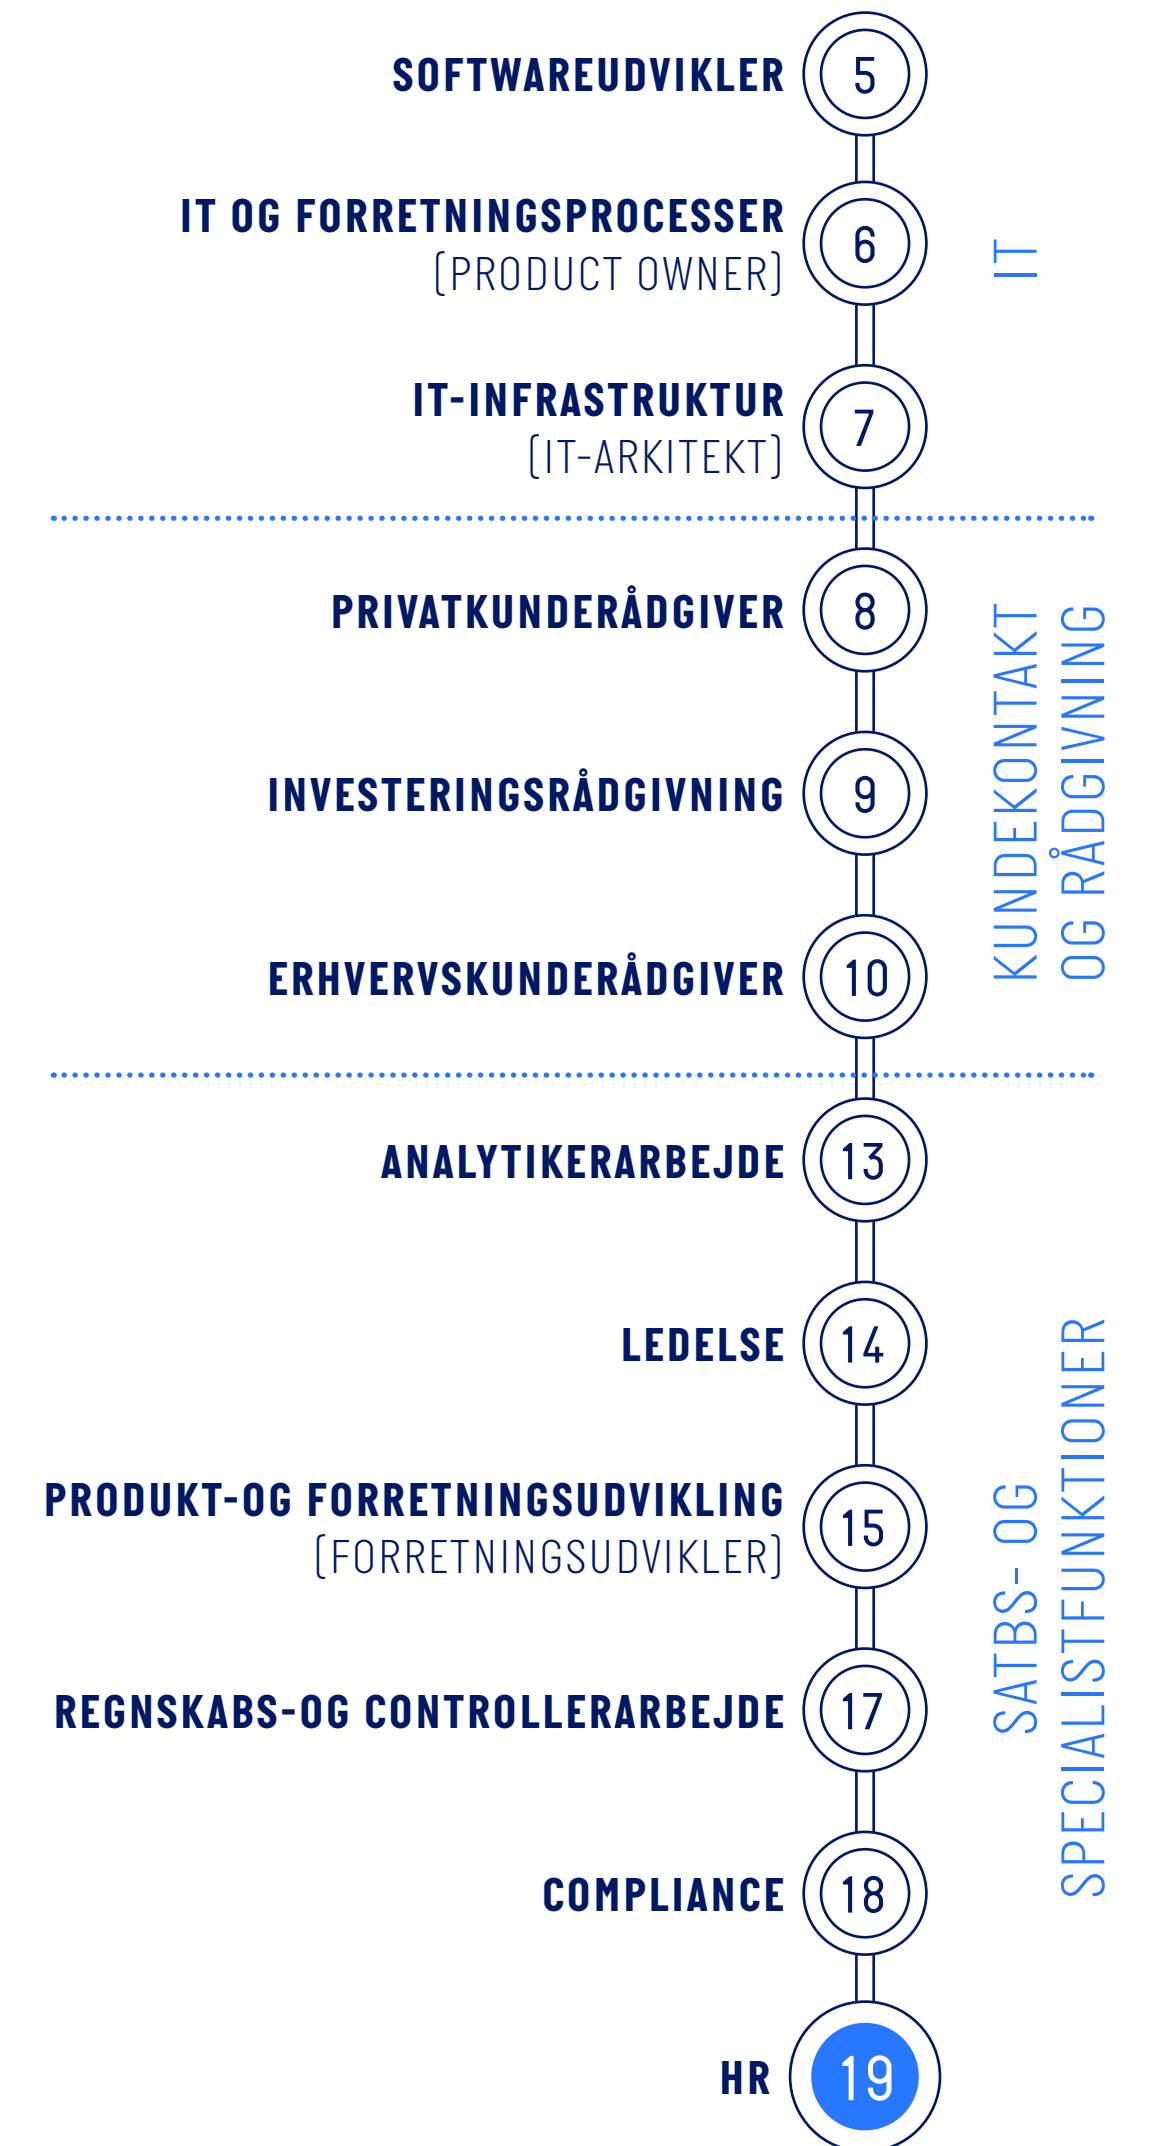 SOFTWAREUDVIKLER
5
IT OG FORRETNINGSPROCESSER
(PRODUCT OWNER)
6
IT-INFRASTRUKTUR
(IT-ARKITEKT)
7
IT
PRIVATKUNDERÅDGIVER
8
INVESTERINGSRÅDGIVNING
9
ERHVERVSKUNDERÅDGIVER
10
KUNDEKONTAKT
OG RÅDGIVNING
ANALYTIKERARBEJDE
13
LEDELSE
14
PRODUKT-OG FORRETNINGSUDVIKLING
(FORRETNINGSUDVIKLER)
15
REGNSKABS-OG CONTROLLERARBEJDE
17
COMPLIANCE
18
HR
19
SATBS- OG
SPECIALISTFUNKTIONER